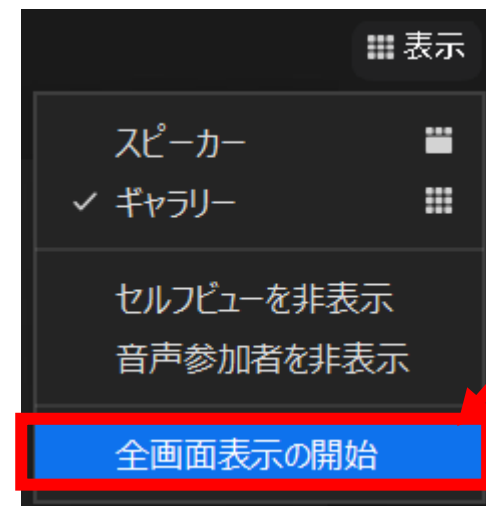 表示
スピーカー
ギャラリー
セルフビューを非表示
音声参加者を非表示
全画面表示の開始